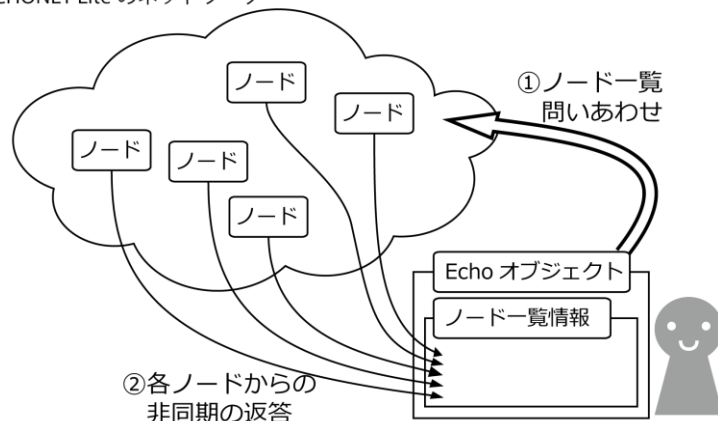 ECHONET Lite のネットワーク
ノード
ノード
ノード
ノード
ノード
①ノード一覧
問いあわせ
Echo オブジェクト
ノード一覧情報
②各ノードからの
非同期の返答